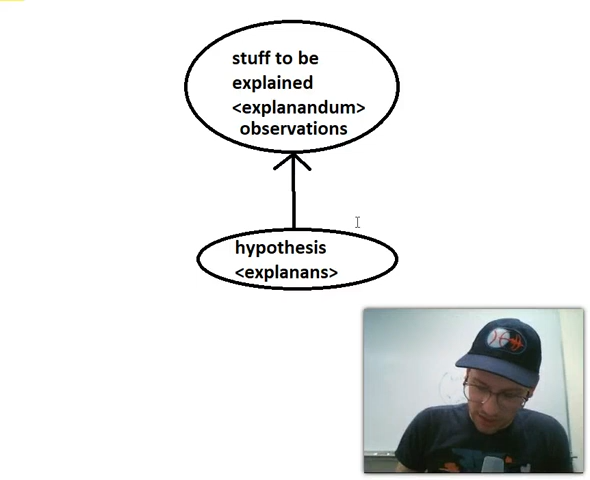 stuff to be
explained
<explanandum>
observations
hypothesis
<explanans>